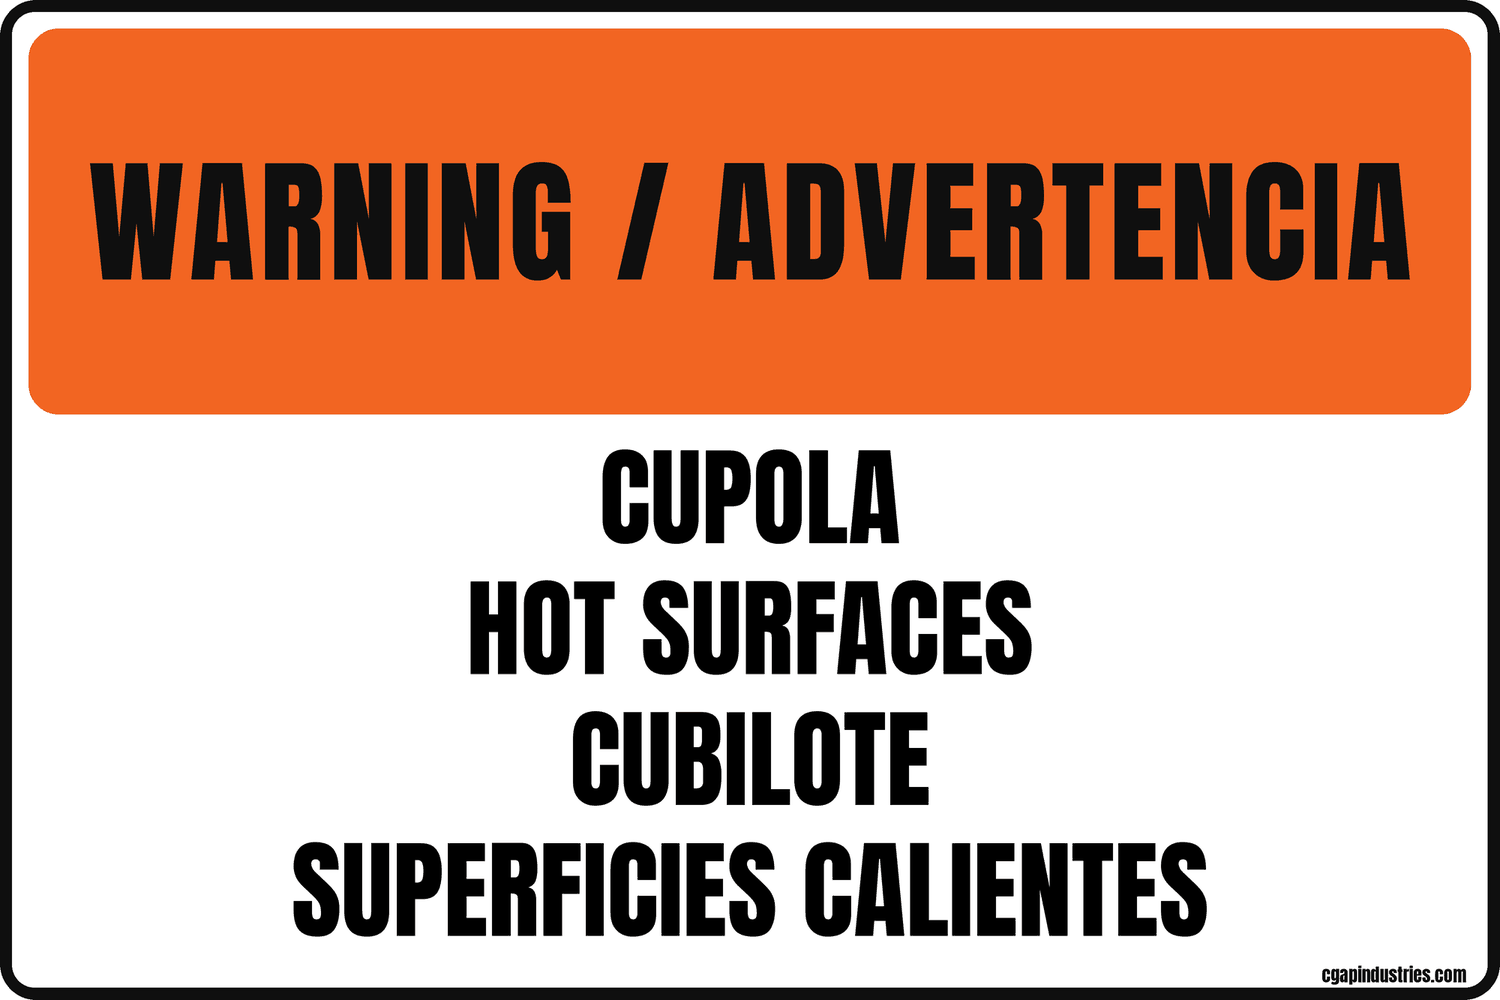 WARNING / ADVERTENCIA
CUPOLA
HOT SURFACES
CUBILOTE
SUPERFICIES CALIENTES
cgapindustries.com